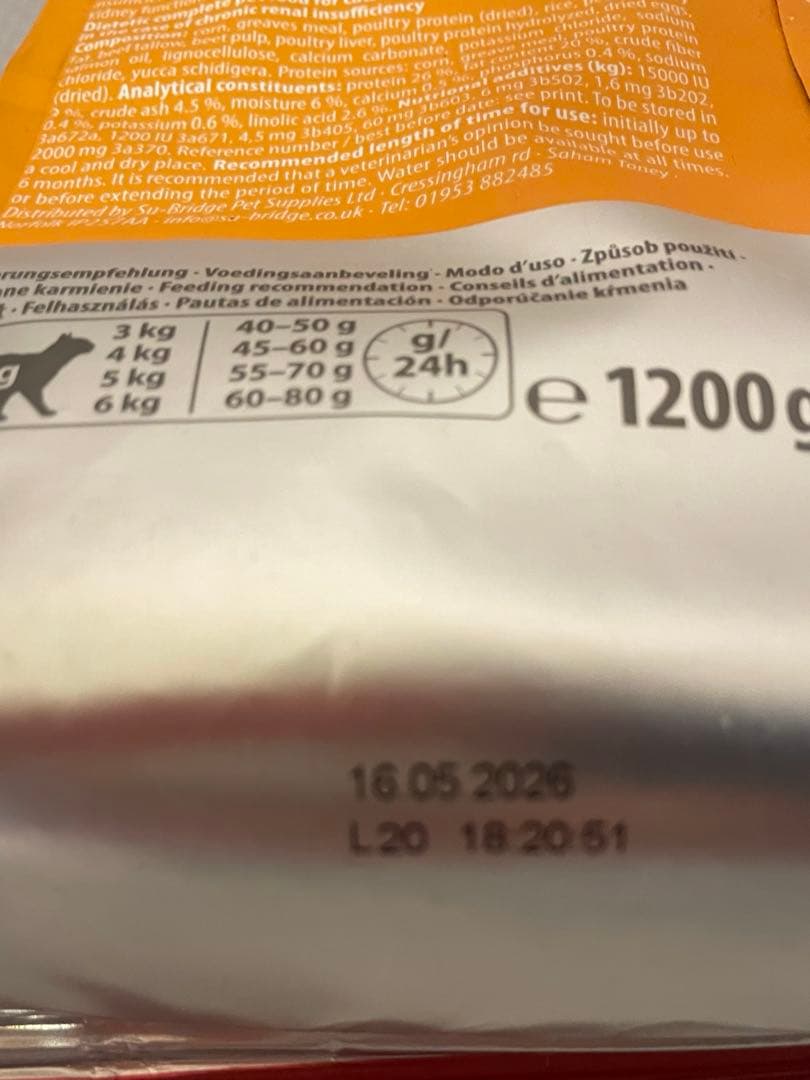 kidney function
Dietetic complete pet food for cats
in case of chronic renal insufficiency
Composition: corn, greaves meal, poultry protein (dried), rice,
fat, beef tallow, beet pulp, poultry liver, poultry protein hydrolyzed, dried eggs,
salmon oil, lignocellulose, calcium carbonate, potassium chloride, sodium
chloride, yucca schidigera. Protein sources: corn, greaves meal, poultry protein
(dried). Analytical constituents: protein 26 %, fat content 20 %, crude fiber
2 %, crude ash 4.5 %, moisture 6 %, calcium phosphorus 0.4 %, sodium
0.4 %, potassium 0.6 %, linolic acid 2.6 %. Nutritional additives (kg): 15000 IU
3a672a, 1200 IU 3a671, 4,5 mg 3b405, 60 mg 3b603, 6 mg 3b502, 1,6 mg 3b202,
2000 mg 3a370. Reference number / best before date: see print. To be stored in
a cool and dry place. Recommended length of time for use: initially up to
6 months. It is recommended that a veterinarian's opinion be sought before use
or before extending the period of time. Water should be available at all times.
Distributed by Su-Bridge Pet Supplies Ltd · Cressingham rd · Saham Toney ·
Norfolk IP257AA - info@su-bridge.co.uk - Tel: 01953 882485
rungsempfehlung · Voedingsaanbeveling · Modo d'uso · Způsob použití ·
ne karmienie · Feeding recommendation · Conseils d'alimentation ·
· Felhasználás · Pautas de alimentación · Odporúčanie kŕmenia
g
3 kg 40–50 g
4 kg 45–60 g
5 kg 55–70 g
6 kg 60–80 g
g/
24h
e 1200g
16 05 2026
L20 18:20:51